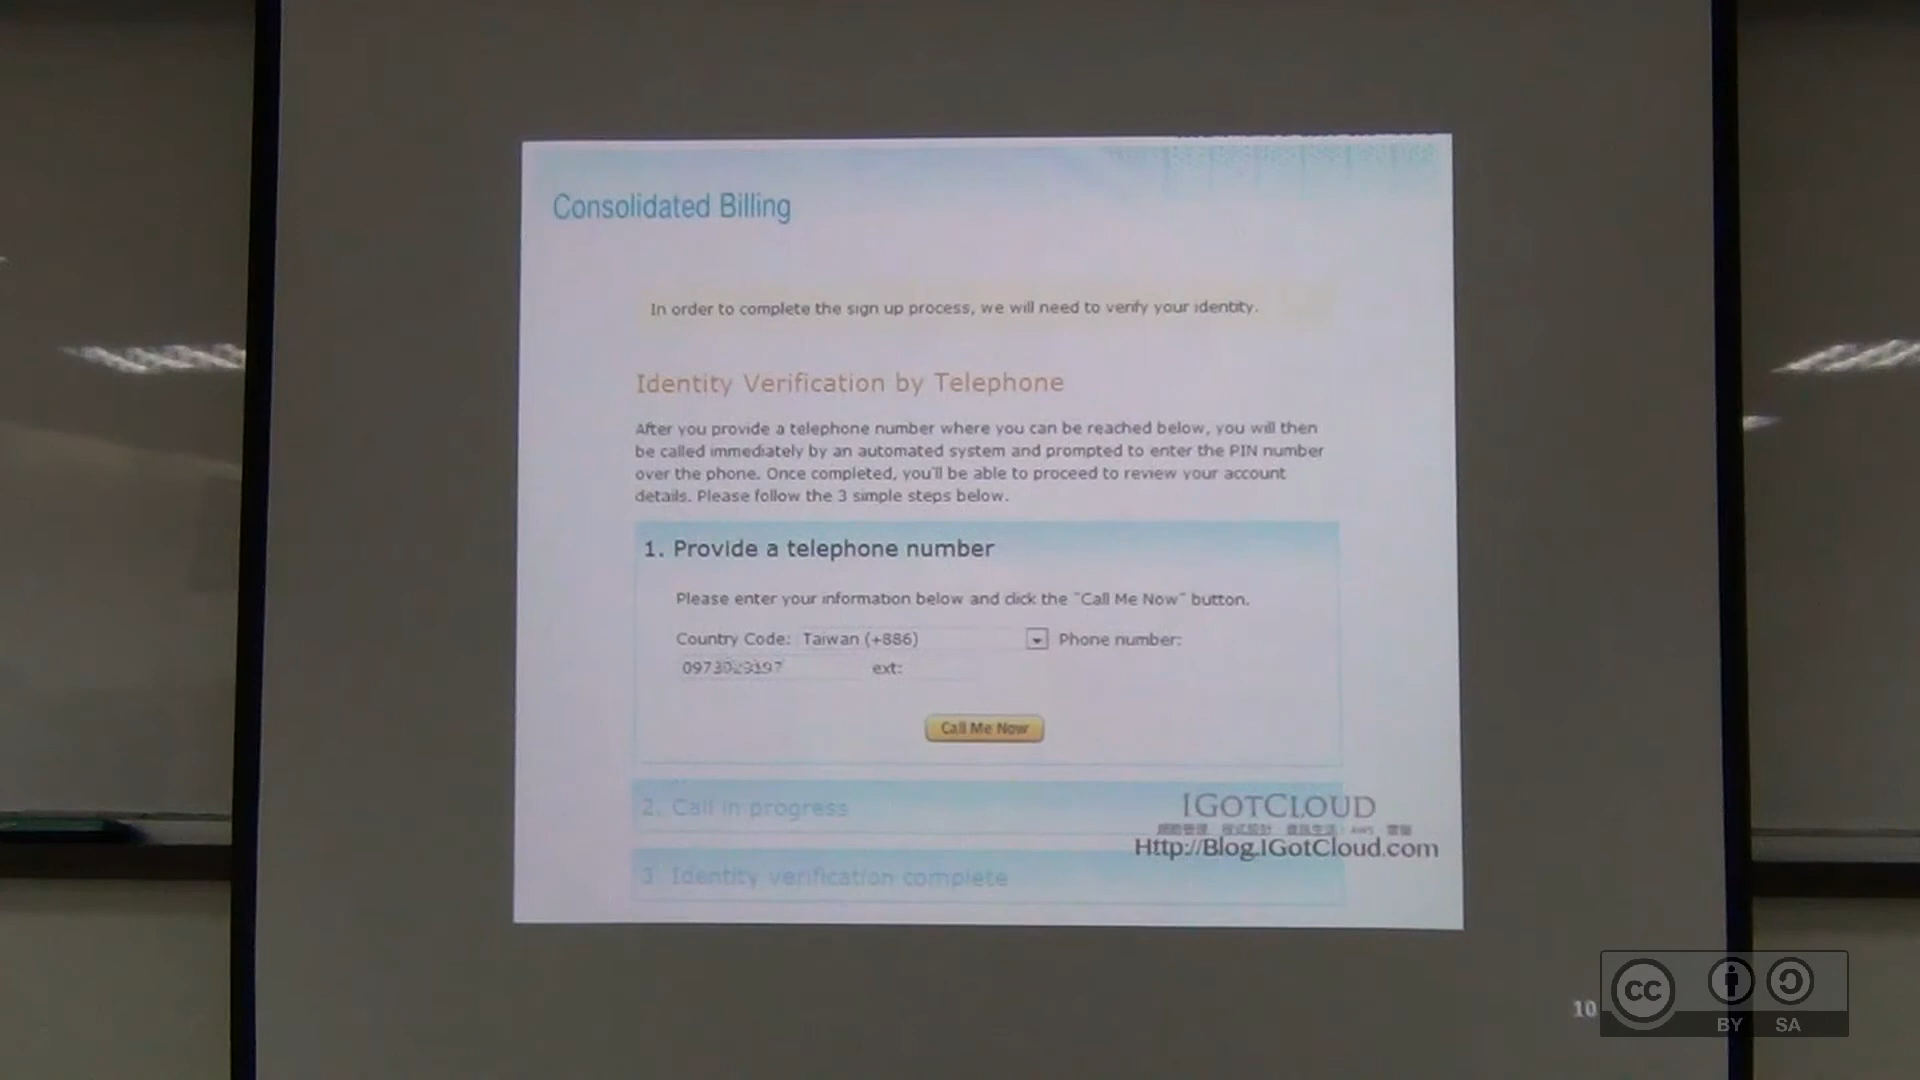 Consolidated Billing
In order to complete the sign up process, we will need to verify your identity.
Identity Verification by Telephone
After you provide a telephone number where you can be reached below, you will then
be called immediately by an automated system and prompted to enter the PIN number
over the phone. Once completed, you'll be able to proceed to review your account
details. Please follow the 3 simple steps below.
1. Provide a telephone number
Please enter your information below and click the "Call Me Now" button.
Country Code: Taiwan (+886) Phone number:
ext:
Call Me Now
2. Call in progress
IGotCloud
Http://Blog.IGotCloud.com
3 Identity verification complete
10
CC
BY SA